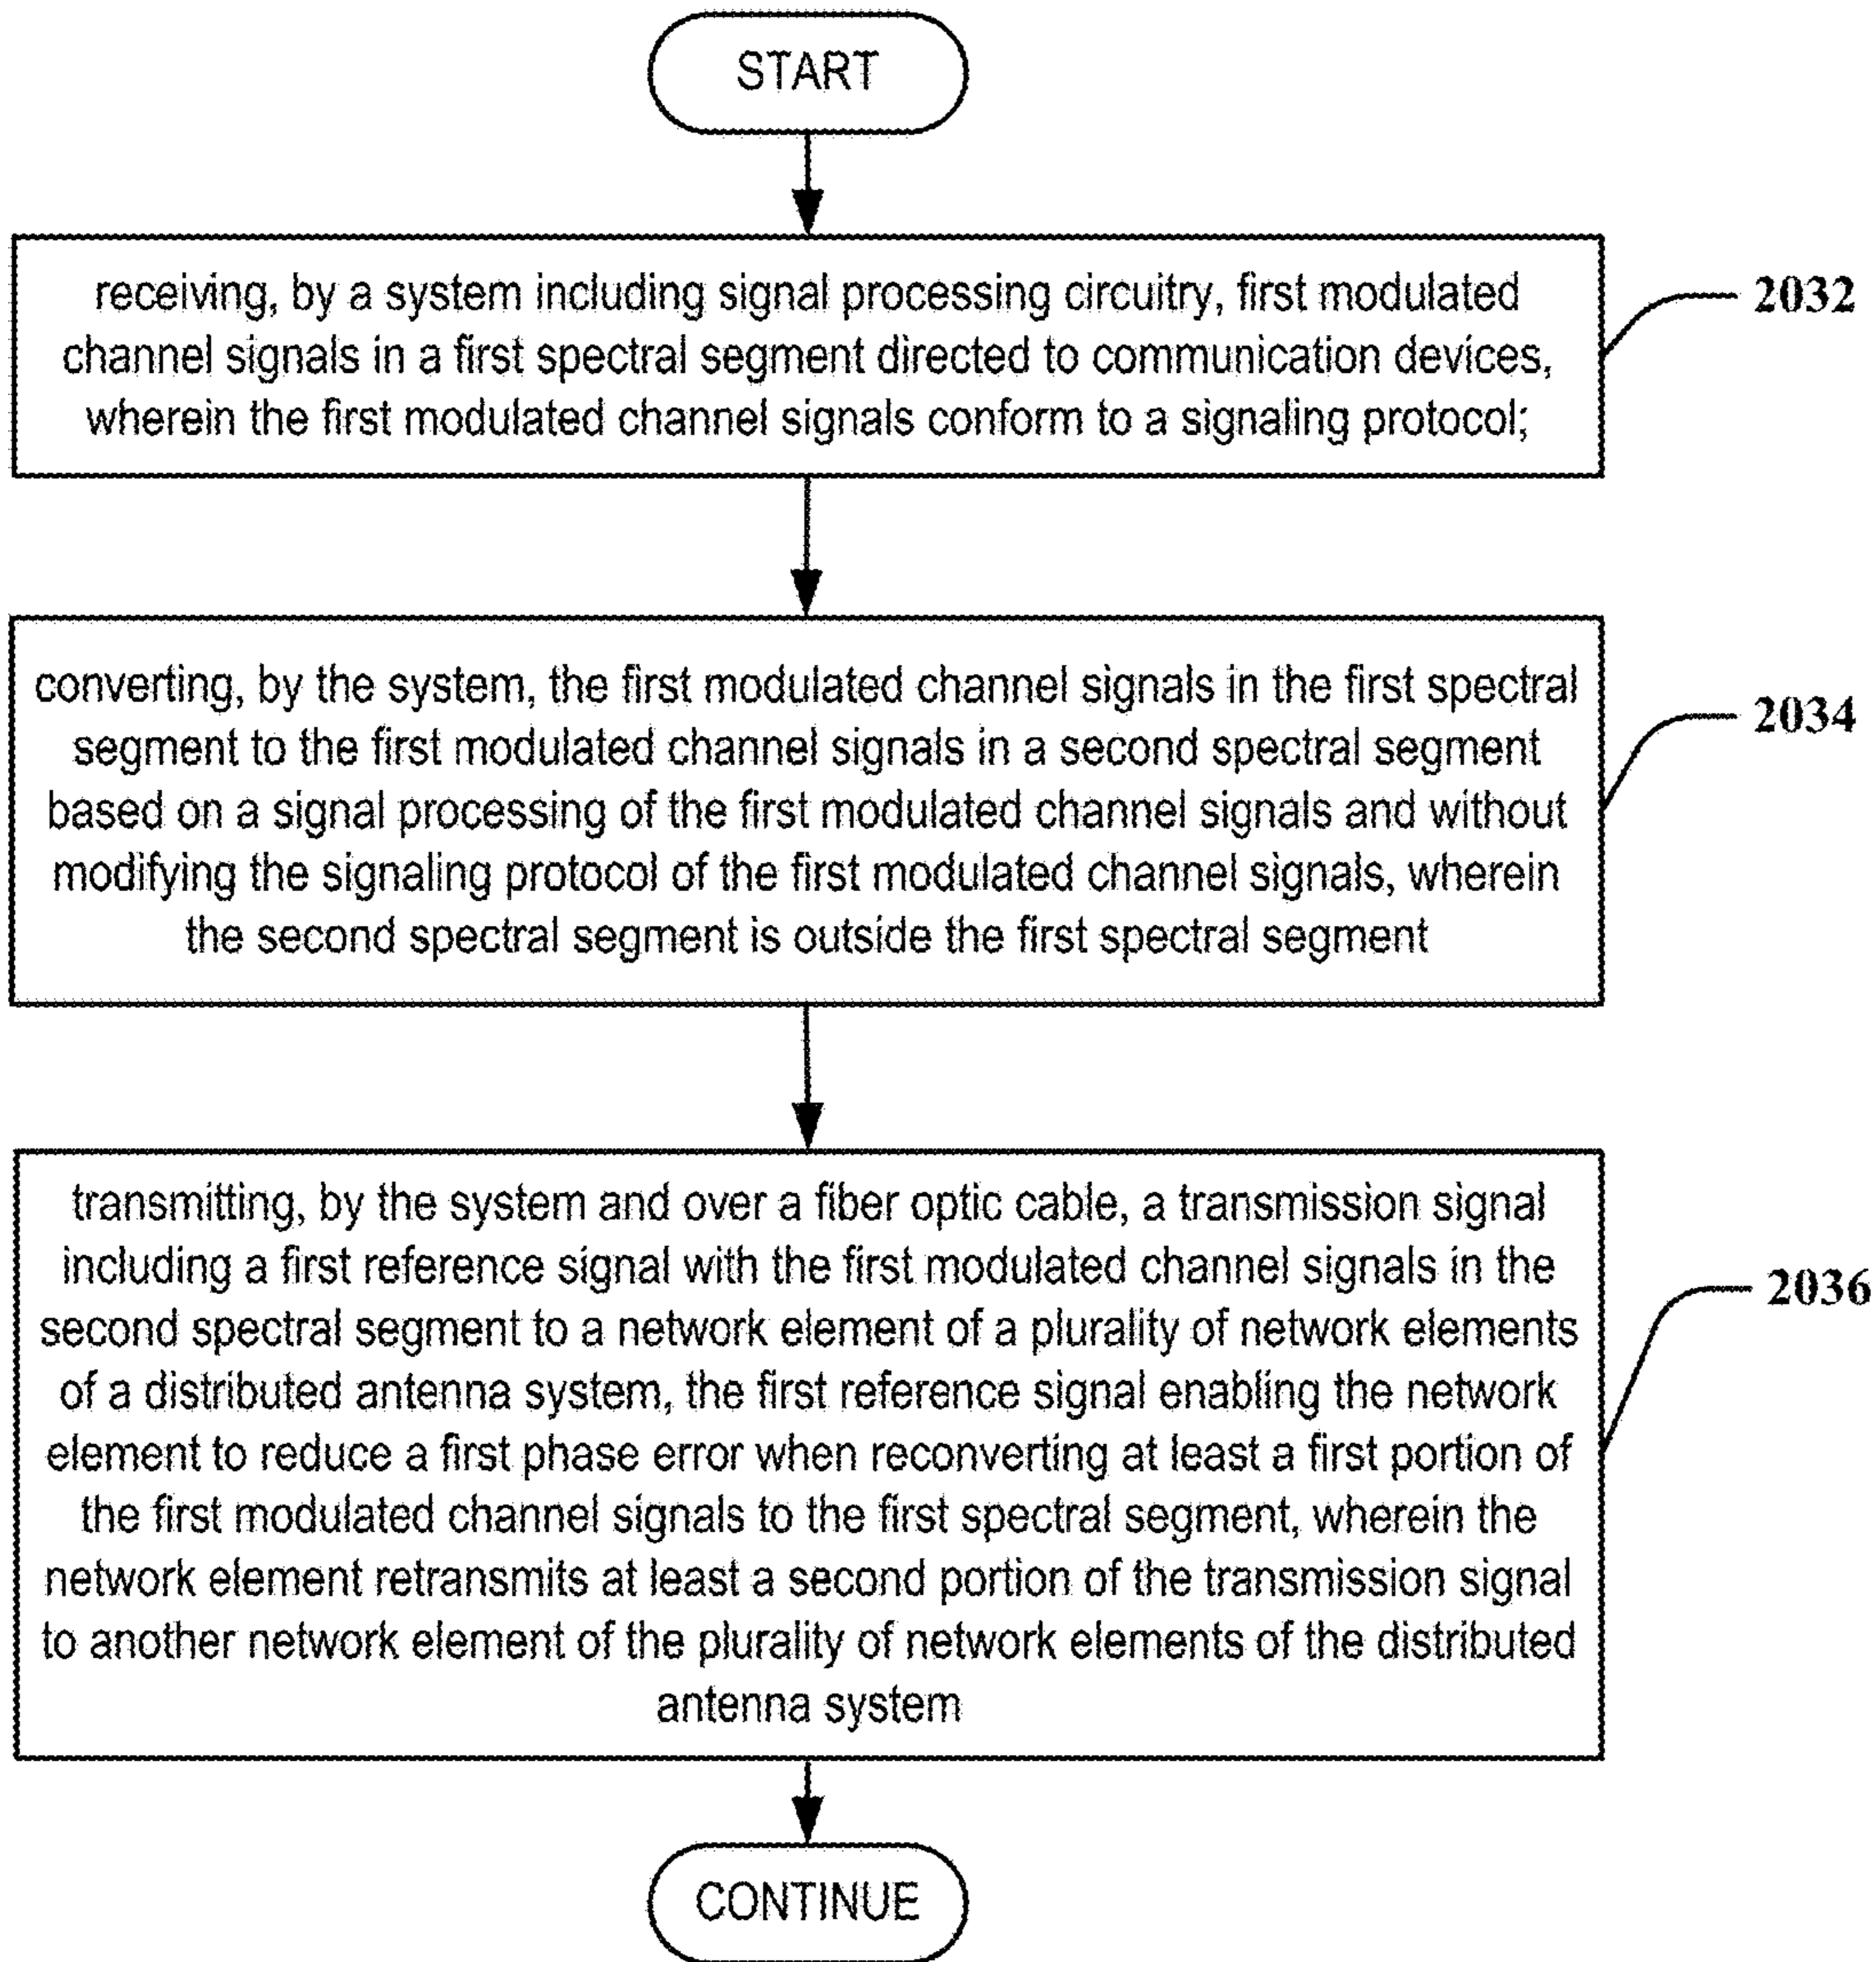 START
receiving, by a system including signal processing circuitry, first modulated
channel signals in a first spectral segment directed to communication devices,
wherein the first modulated channel signals conform to a signaling protocol;
2032
converting, by the system, the first modulated channel signals in the first spectral
segment to the first modulated channel signals in a second spectral segment
based on a signal processing of the first modulated channel signals and without
modifying the signaling protocol of the first modulated channel signals, wherein
the second spectral segment is outside the first spectral segment
2034
transmitting, by the system and over a fiber optic cable, a transmission signal
including a first reference signal with the first modulated channel signals in the
second spectral segment to a network element of a plurality of network elements
of a distributed antenna system, the first reference signal enabling the network
element to reduce a first phase error when reconverting at least a first portion of
the first modulated channel signals to the first spectral segment, wherein the
network element retransmits at least a second portion of the transmission signal
to another network element of the plurality of network elements of the distributed
antenna system
2036
CONTINUE